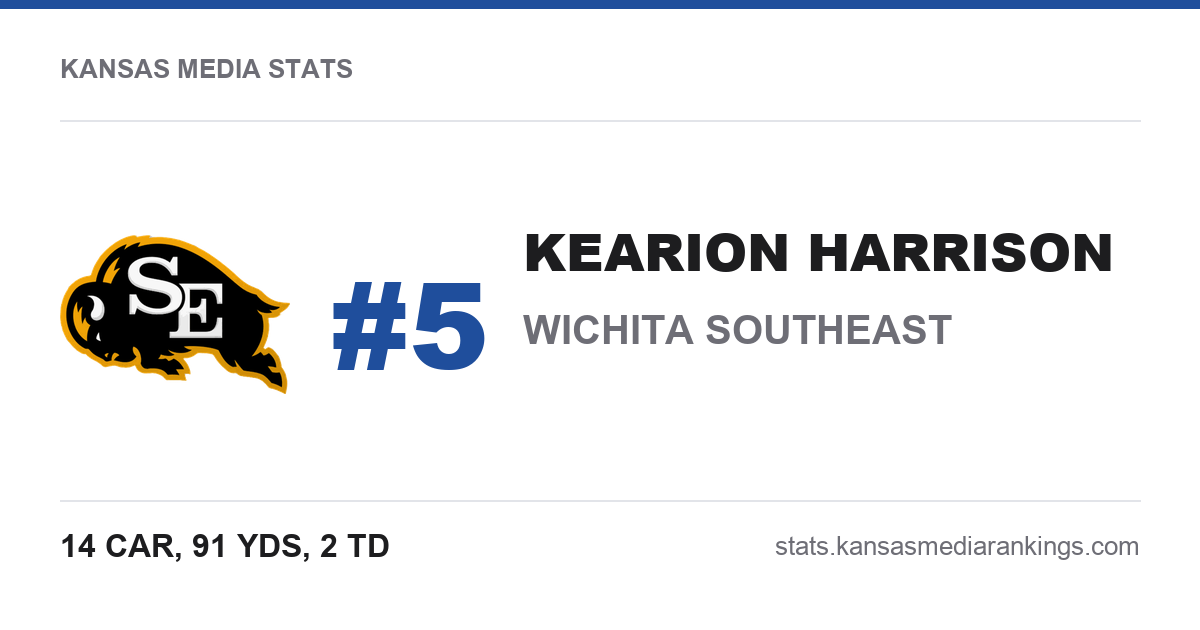 KANSAS MEDIA STATS
SE
#5
KEARION HARRISON
WICHITA SOUTHEAST
14 CAR, 91 YDS, 2 TD
stats.kansasmediarankings.com